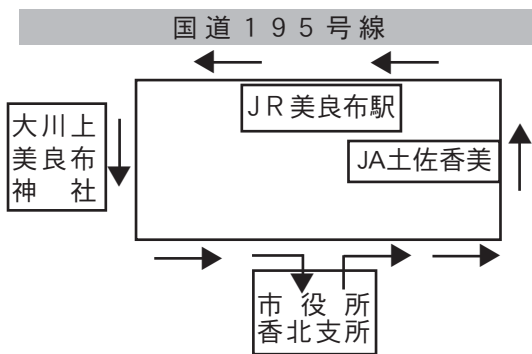 国道195号線
JR美良布駅
大川上
美良布
神社
JA土佐香美
市役所
香北支所